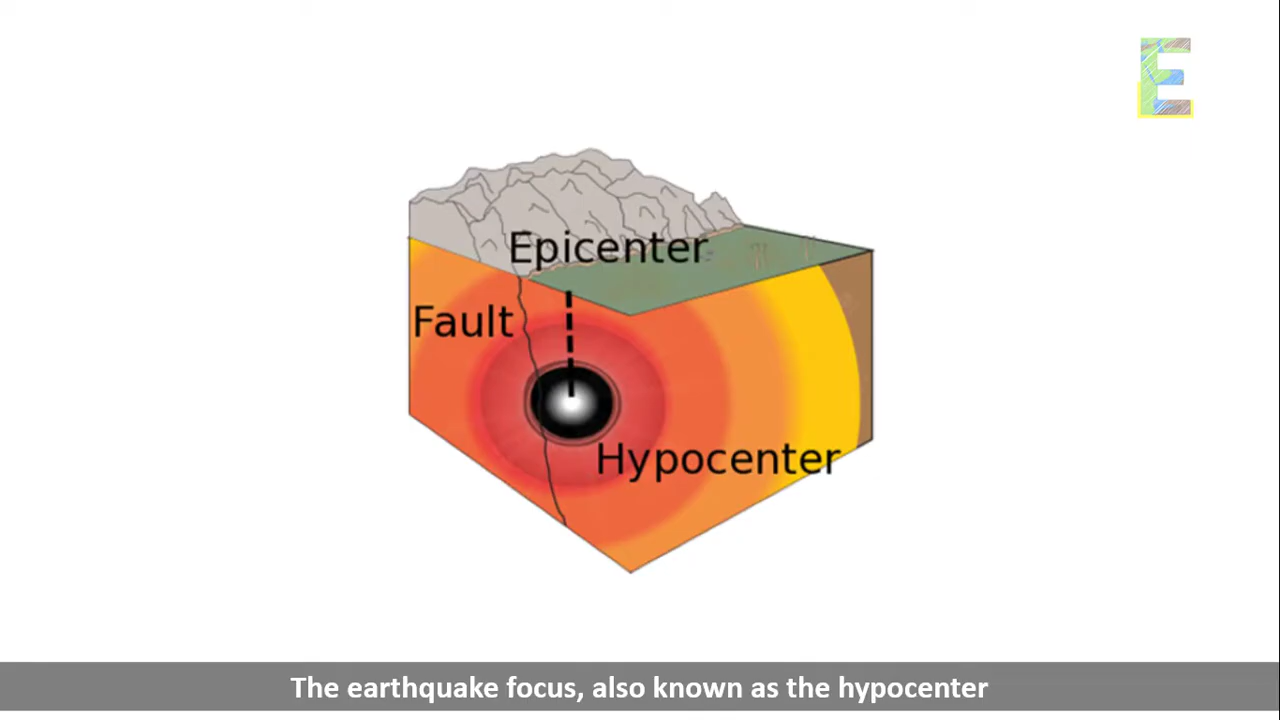 E
Epicenter
Fault
Hypocenter
The earthquake focus, also known as the hypocenter